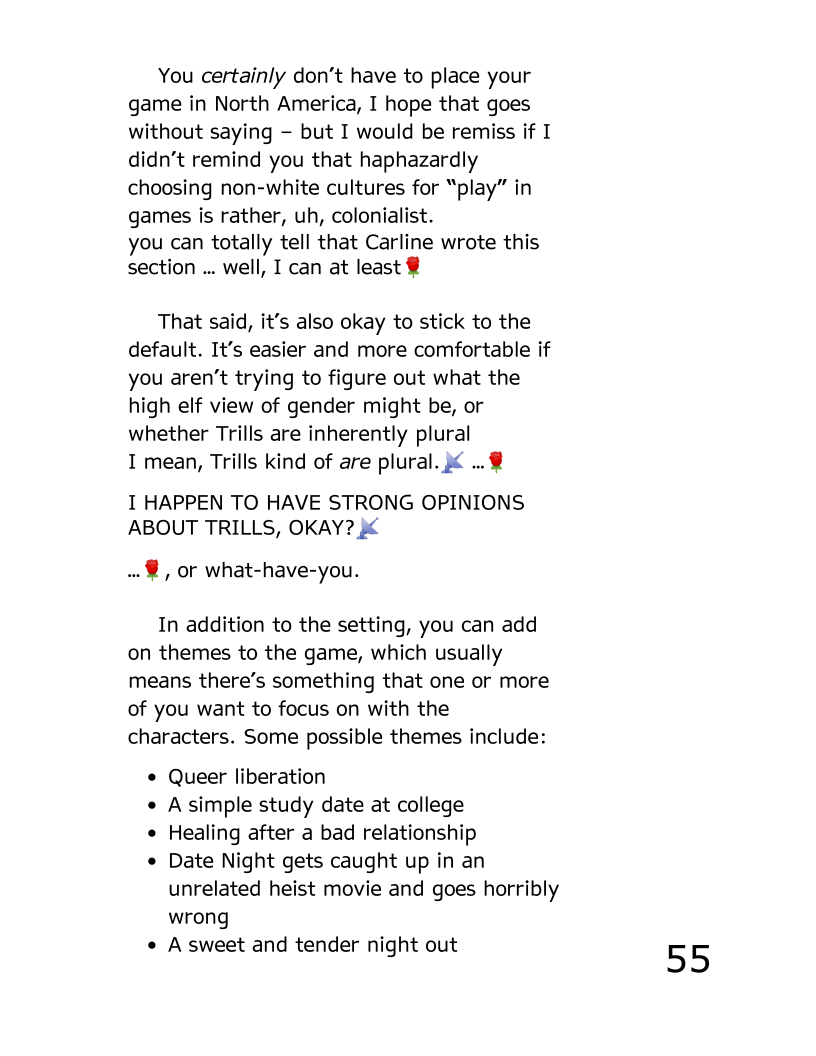 You certainly don’t have to place your
game in North America, I hope that goes
without saying – but I would be remiss if I
didn’t remind you that haphazardly
choosing non-white cultures for “play” in
games is rather, uh, colonialist.
you can totally tell that Carline wrote this
section … well, I can at least🌹
That said, it’s also okay to stick to the
default. It’s easier and more comfortable if
you aren’t trying to figure out what the
high elf view of gender might be, or
whether Trills are inherently plural
I mean, Trills kind of are plural.📡 …🌹
I HAPPEN TO HAVE STRONG OPINIONS
ABOUT TRILLS, OKAY?📡
…🌹, or what-have-you.
In addition to the setting, you can add
on themes to the game, which usually
means there’s something that one or more
of you want to focus on with the
characters. Some possible themes include:
• Queer liberation
• A simple study date at college
• Healing after a bad relationship
• Date Night gets caught up in an
unrelated heist movie and goes horribly
wrong
• A sweet and tender night out
55